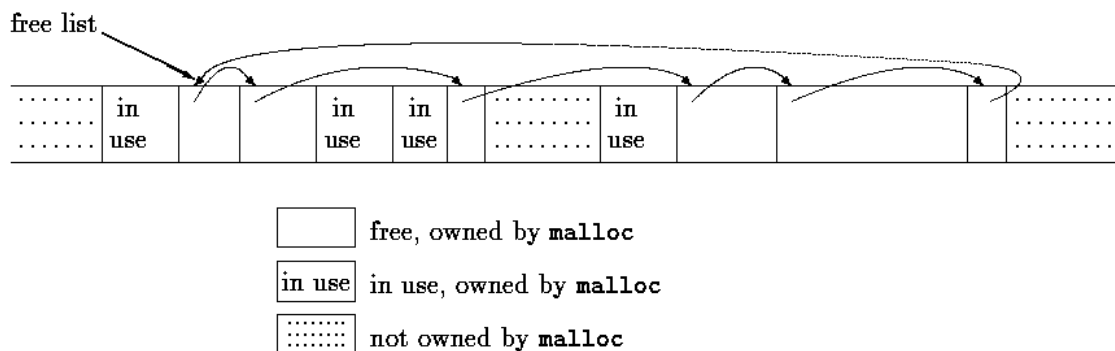 free list
in use
in use
in use
in use
free, owned by malloc
in use in use, owned by malloc
not owned by malloc